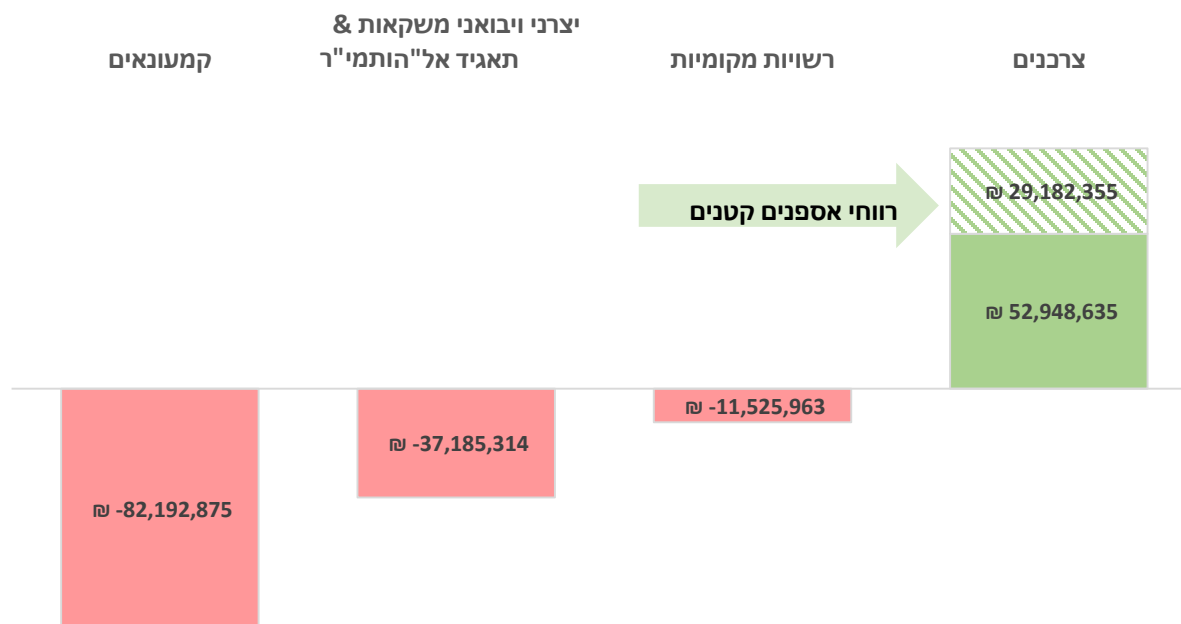 צרכנים
רשויות מקומיות
יצרני ויבואני משקאות &
תאגיד אל"הותמי"ר
קמעונאים
₪ 29,182,355
רווחי אספנים קטנים
₪ 52,948,635
₪ -11,525,963
₪ -37,185,314
₪ -82,192,875